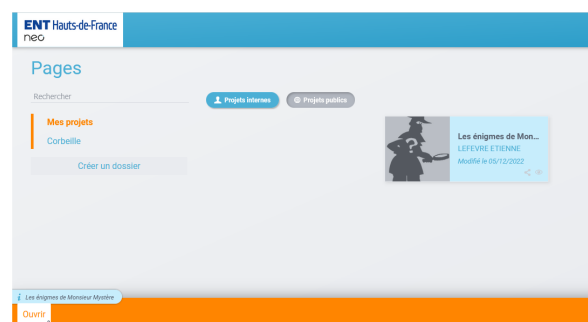 ENT Hauts-de-France
neo
Pages
Rechercher
Projets internes
Projets publics
Mes projets
Corbeille
Créer un dossier
Les énigmes de Mon...
LEFEVRE ETIENNE
Modifié le 05/12/2022
?
i Les énigmes de Monsieur Mystère
Ouvrir